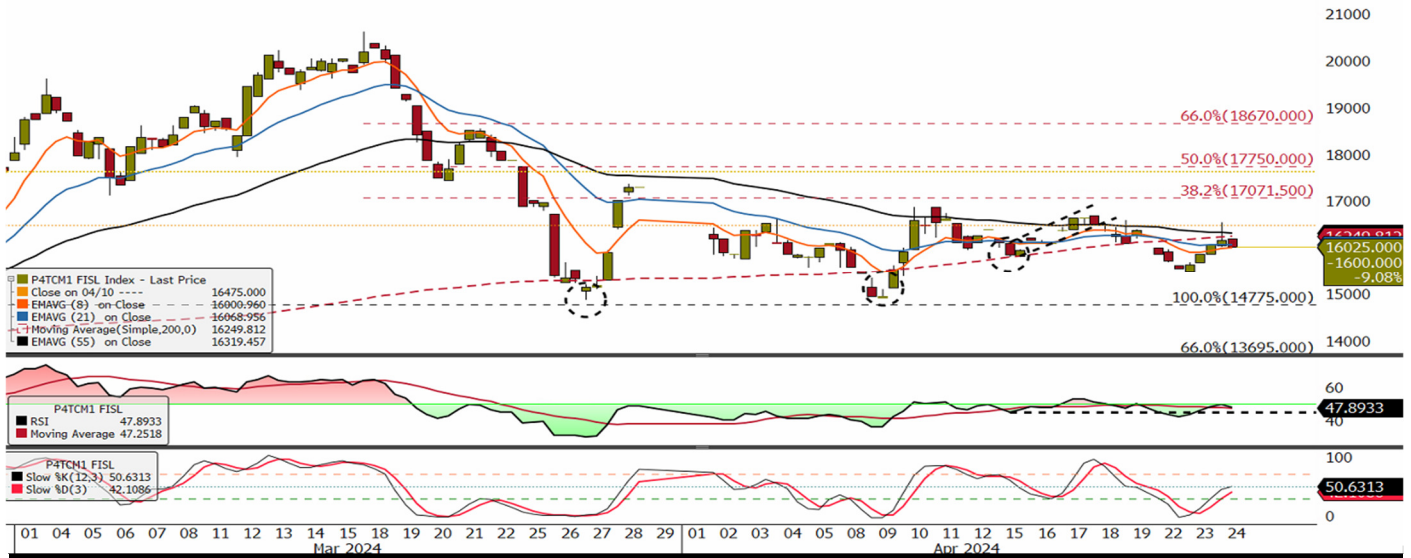 21000
20000
19000
66.0%(18670.000)
18000
50.0%(17750.000)
38.2%(17071.500)
17000
16249.812
16025.000
-1600.000
-9.08%
P4TCM1 FISL Index - Last Price
Close on 04/10 ---- 16475.000
EMAVG (8) on Close 16000.960
EMAVG (21) on Close 16068.956
Moving Average(Simple,200,0) 16249.812
EMAVG (55) on Close 16319.457
15000
100.0%(14775.000)
14000
66.0%(13695.000)
60
P4TCM1 FISL
RSI 47.8933
Moving Average 47.2518
47.8933
40
100
P4TCM1 FISL
Slow %K(12,3) 50.6313
Slow %D(3) 42.1086
50.6313
0
01 04 05 06 07 08 11 12 13 14 15 18 19 20 21 22 25 26 27 28 29 01 02 03 04 05 08 09 10 11 12 15 16 17 18 19 22 23 24
Mar 2024 Apr 2024